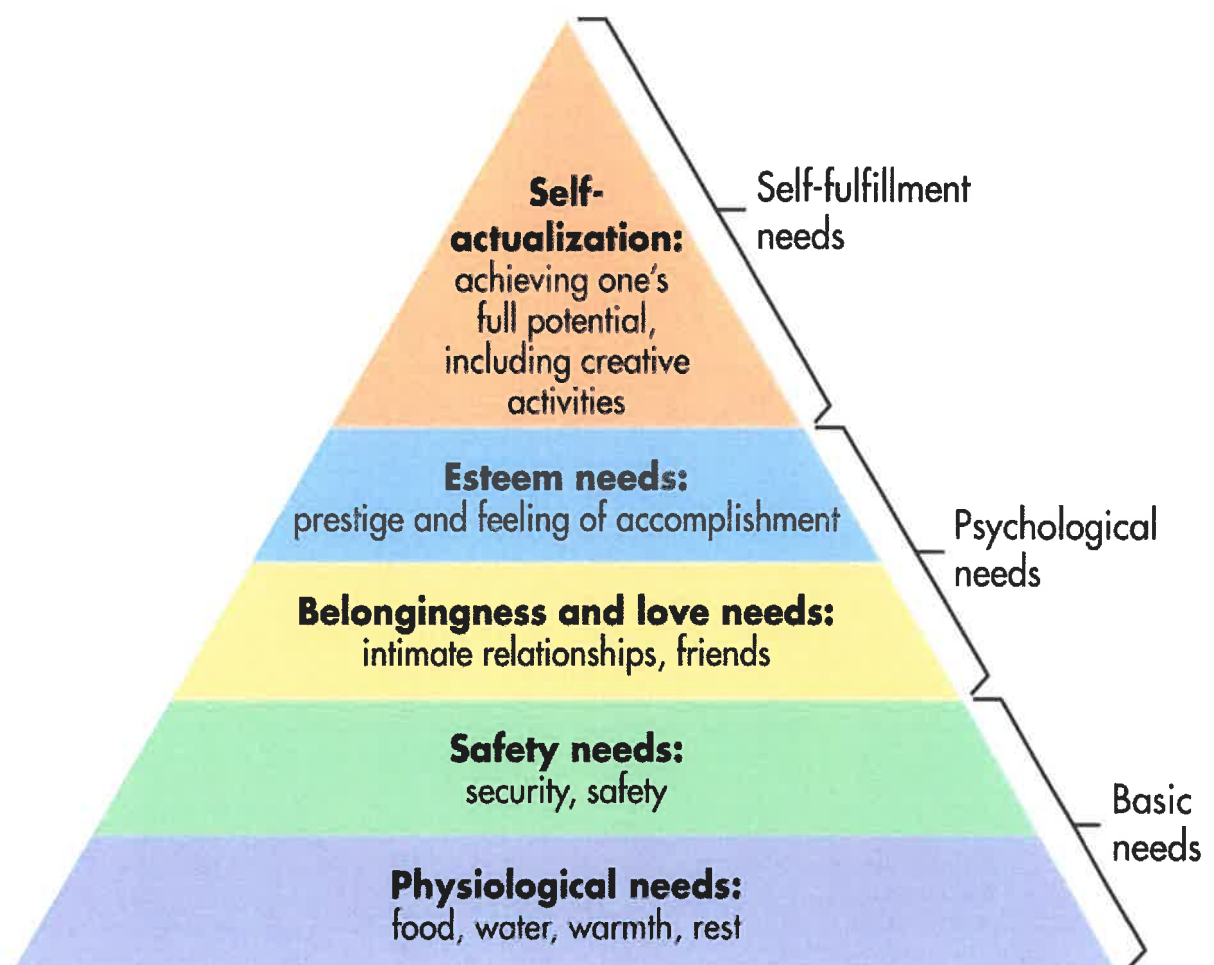 Self-
actualization:
achieving one's
full potential,
including creative
activities
Self-fulfillment
needs
Esteem needs:
prestige and feeling of accomplishment
Psychological
needs
Belongingness and love needs:
intimate relationships, friends
Safety needs:
security, safety
Basic
needs
Physiological needs:
food, water, warmth, rest